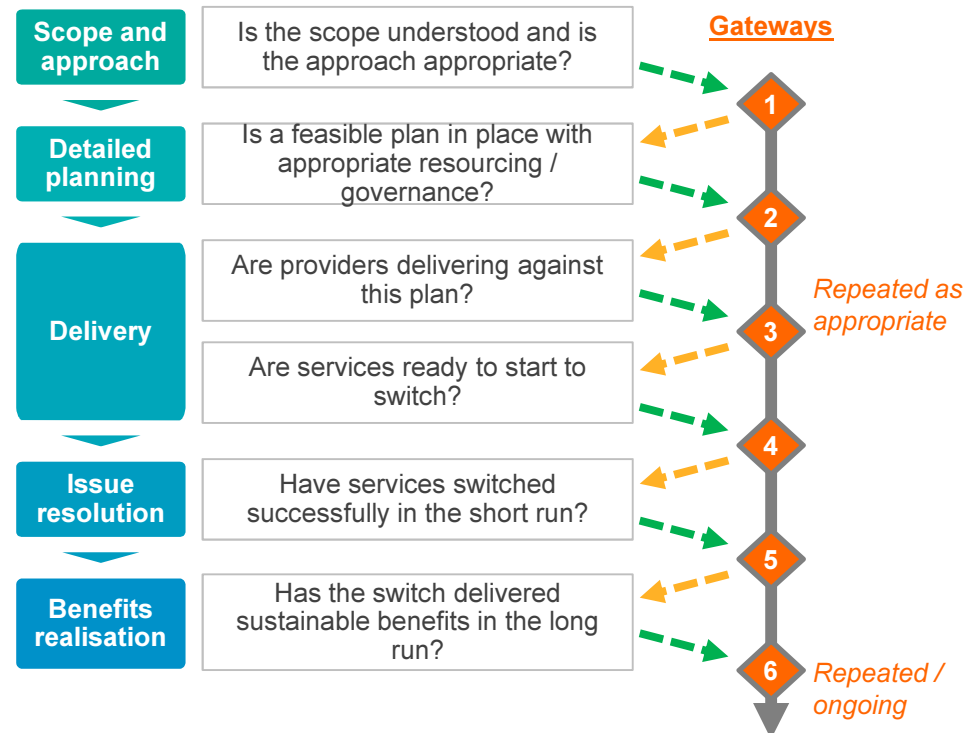 Scope and
approach
Is the scope understood and is
the approach appropriate?
Gateways
1
Detailed
planning
Is a feasible plan in place with
appropriate resourcing /
governance?
2
Delivery
Are providers delivering against
this plan?
Repeated as
appropriate
3
Are services ready to start to
switch?
4
Issue
resolution
Have services switched
successfully in the short run?
5
Benefits
realisation
Has the switch delivered
sustainable benefits in the long
run?
6
Repeated /
ongoing